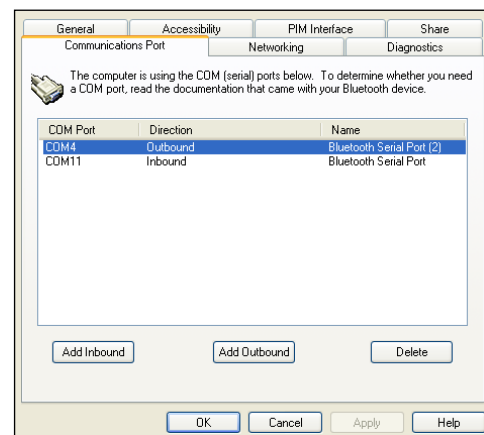 General Accessibility PIM Interface Share
Communications Port Networking Diagnostics
The computer is using the COM (serial) ports below. To determine whether you need
a COM port, read the documentation that came with your Bluetooth device.
COM Port Direction Name
COM4 Outbound Bluetooth Serial Port (2)
COM11 Inbound Bluetooth Serial Port
Add Inbound Add Outbound Delete
OK Cancel Apply Help